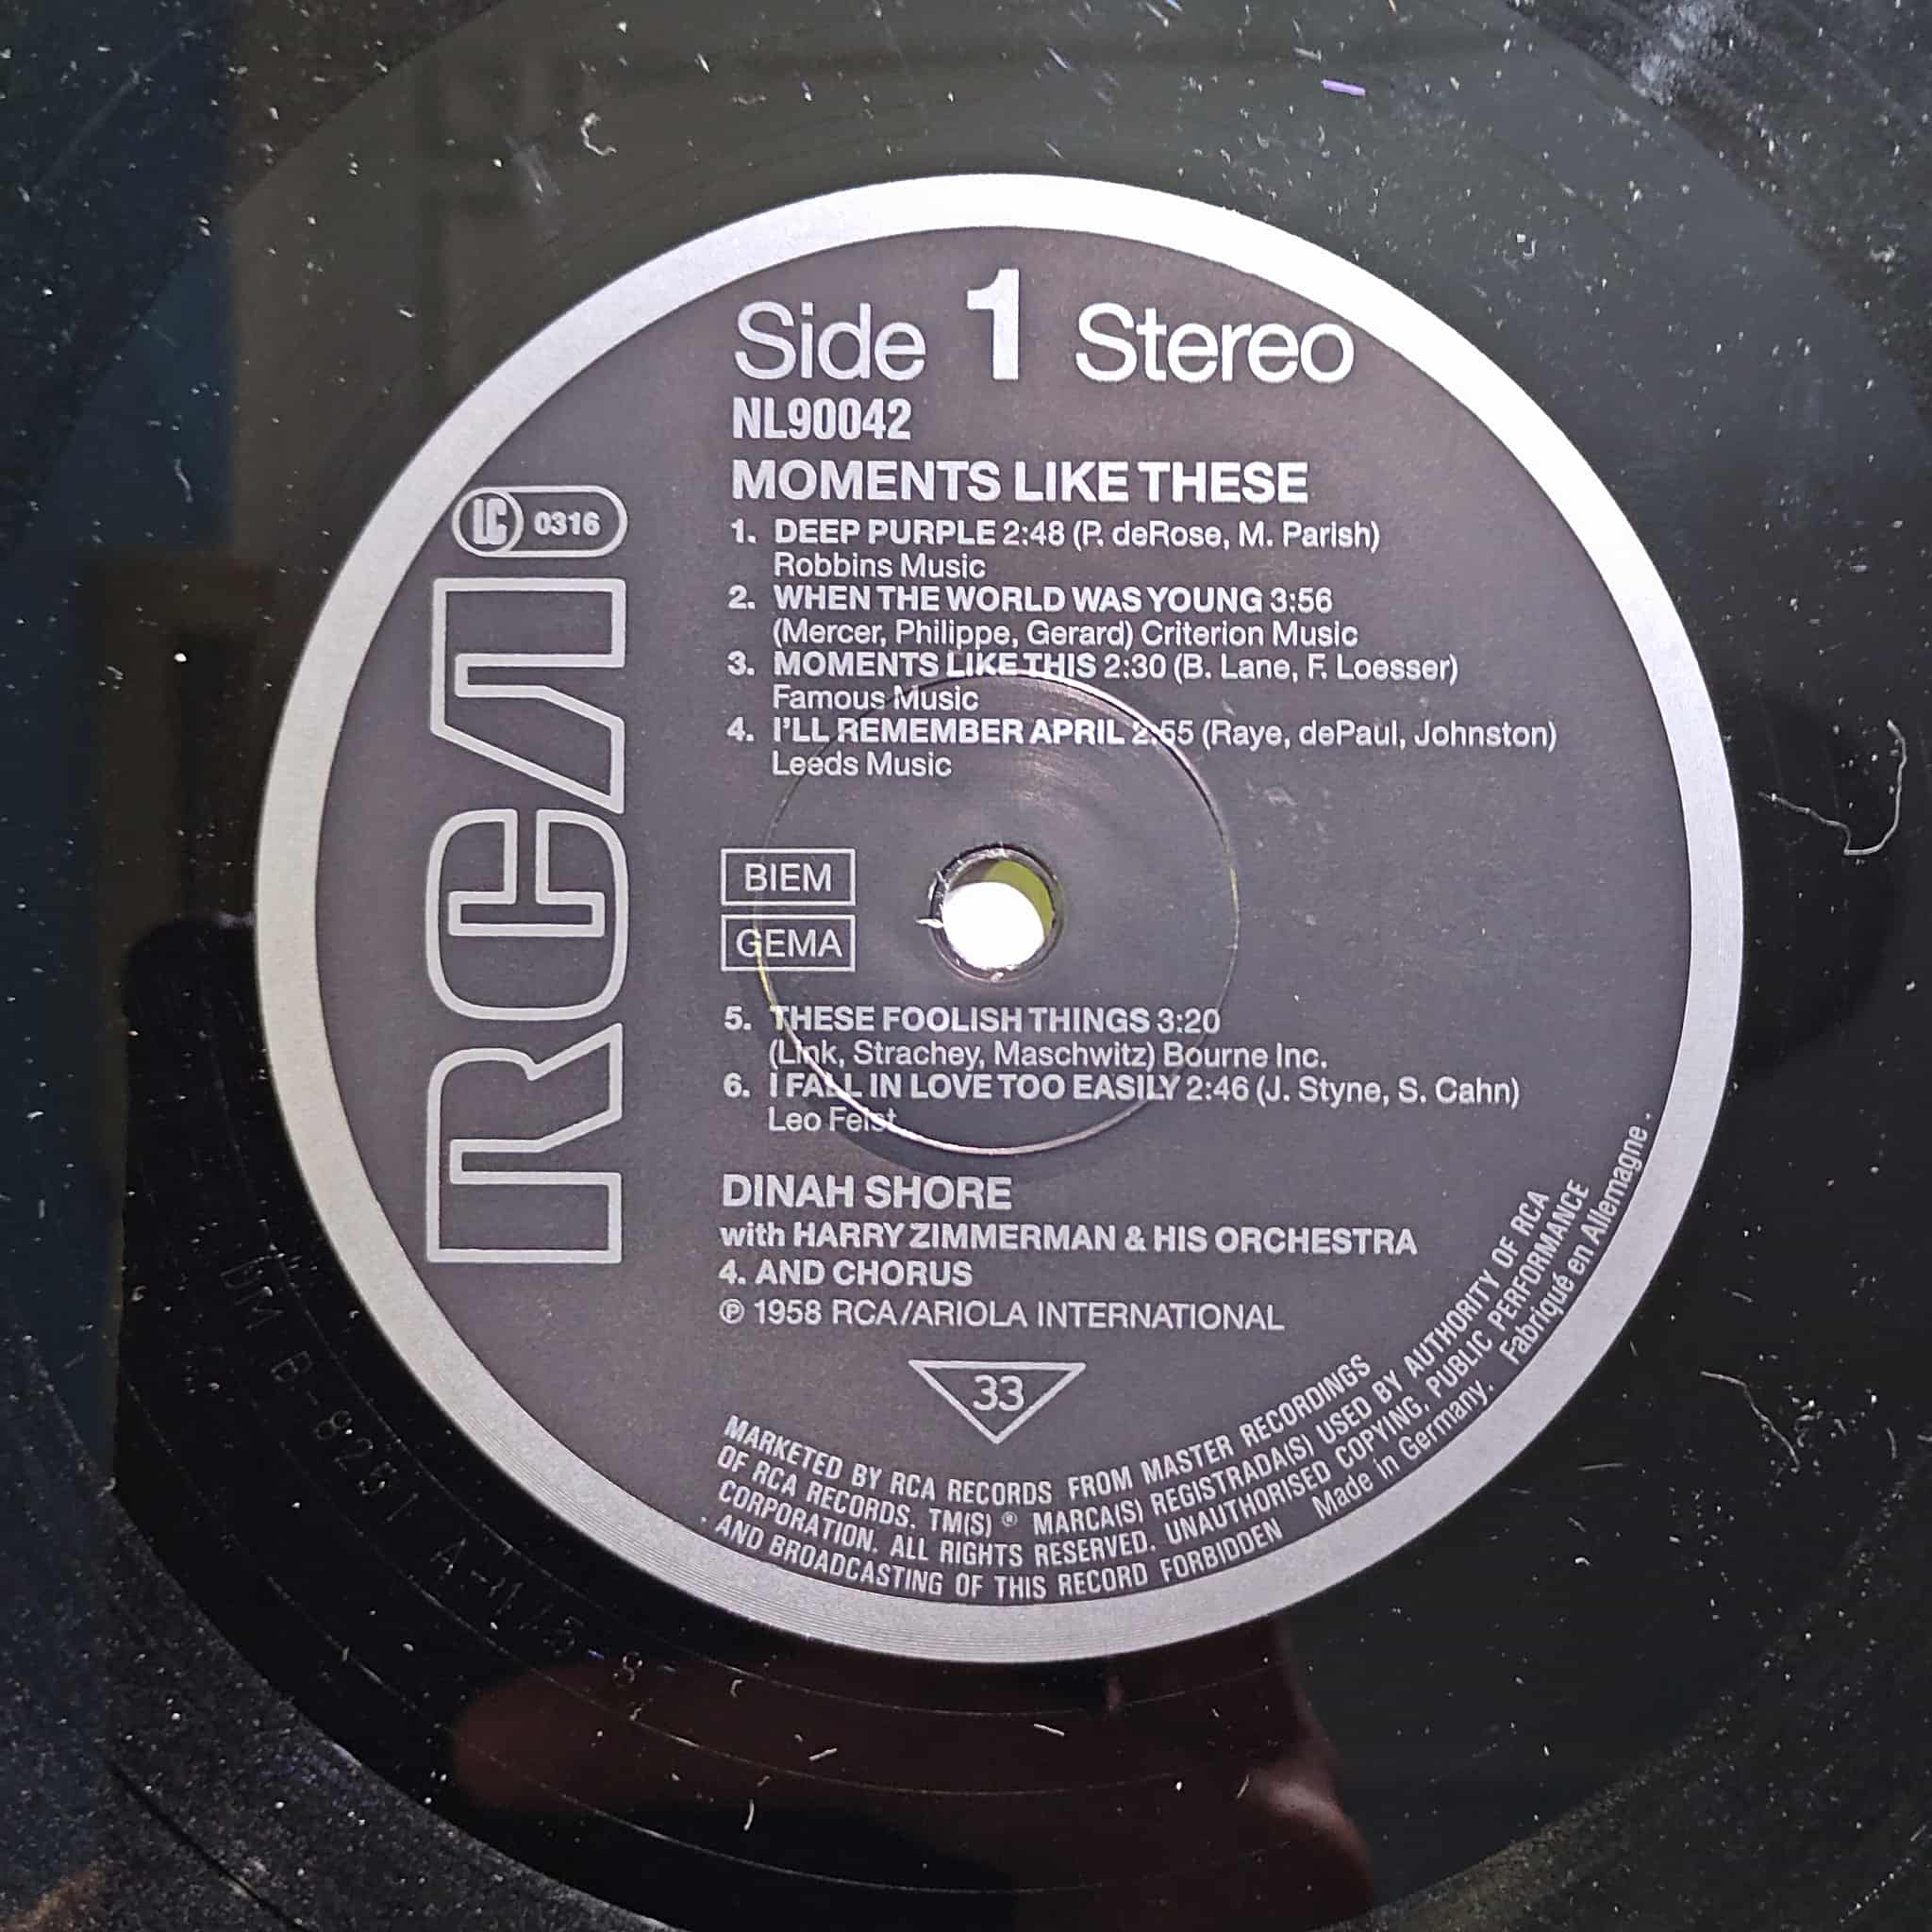 Side 1 Stereo
NL90042
MOMENTS LIKE THESE
LC 0316
RCA
1. DEEP PURPLE 2:48 (P. deRose, M. Parish)
Robbins Music
2. WHEN THE WORLD WAS YOUNG 3:56
(Mercer, Philippe, Gerard) Criterion Music
3. MOMENTS LIKE THIS 2:30 (B. Lane, F. Loesser)
Famous Music
4. I'LL REMEMBER APRIL 2:55 (Raye, dePaul, Johnston)
Leeds Music
BIEM
GEMA
5. THESE FOOLISH THINGS 3:20
(Link, Strachey, Maschwitz) Bourne Inc.
6. I FALL IN LOVE TOO EASILY 2:46 (J. Styne, S. Cahn)
Leo Feist
DINAH SHORE
with HARRY ZIMMERMAN & HIS ORCHESTRA
4. AND CHORUS
℗ 1958 RCA/ARIOLA INTERNATIONAL
33
MARKETED BY RCA RECORDS FROM MASTER RECORDINGS
OF RCA RECORDS. TM(S) ® MARCA(S) REGISTRADA(S) USED BY AUTHORITY OF RCA
CORPORATION. ALL RIGHTS RESERVED. UNAUTHORISED COPYING, PUBLIC PERFORMANCE
. AND BROADCASTING OF THIS RECORD FORBIDDEN Made in Germany. Fabriqué en Allemagne .